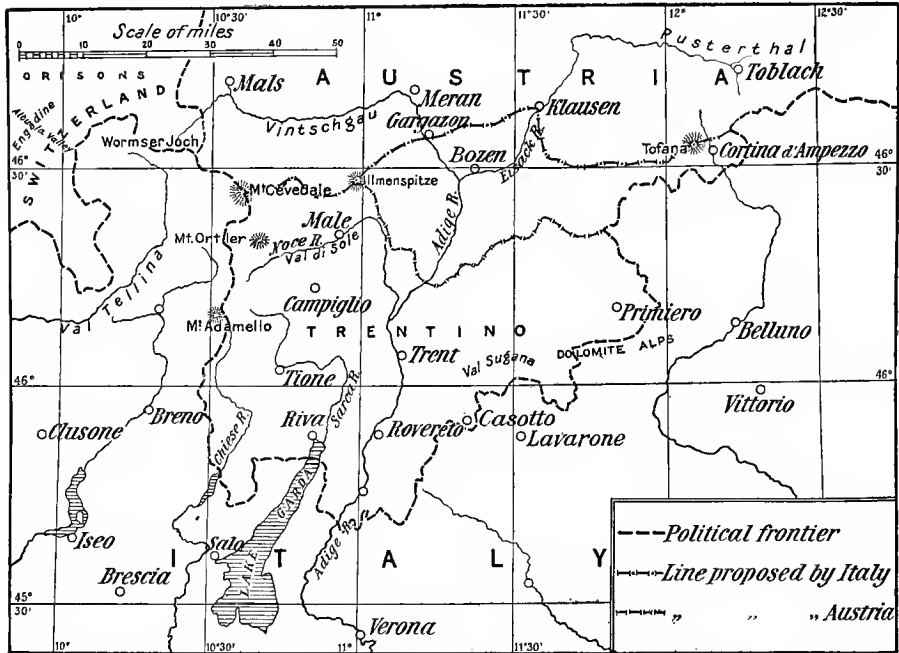 10° 10°30' 11° 11°30' 12° 12°30'
Scale of miles
0 10 20 30 40 50
ORISONS
SWITZERLAND
AUSTRIA
Pusterthal
Toblach
Mals
Meran
Gargazon
Klausen
Engadine
Albula Valley
Vintschgau
Wormser Joch
Bozen
Eisack R.
Tofana
Cortina d'Ampezzo
46° 30'
46° 30'
Mt Cevedale
Ilmenspitze
Adige R.
Male
Mt. Ortler
Noce R.
Val di Sole
Val Tellina
Campiglio
Primiero
Mt. Adamello
TRENTINO
Belluno
Trent
Val Sugana
DOLOMITE ALPS
Tione
Sarca R.
46°
46°
Breno
Riva
Vittorio
Clusone
Chiese R.
Rovereto
Casotto
Lavarone
Iseo
Salo
LAKE GARDA
Adige R.
ITALY
Brescia
45° 30'
Verona
10° 10°30' 11° 11°30'
Political frontier
Line proposed by Italy
„ „ „ Austria